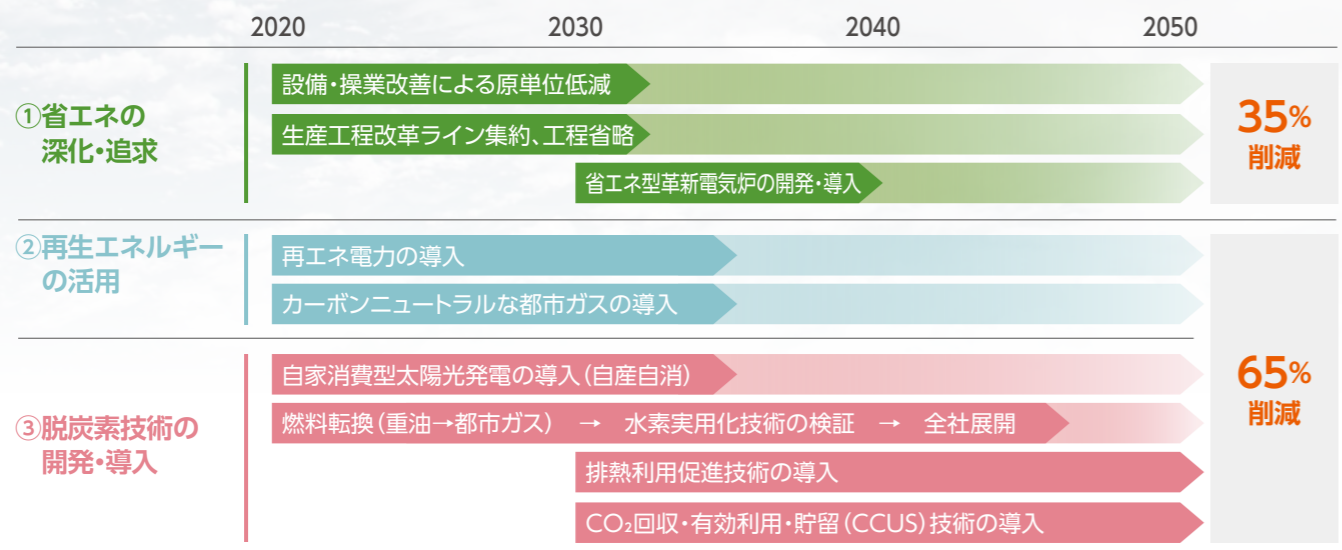 2020 2030 2040 2050
①省エネの
深化・追求
設備・操業改善による原単位低減
生産工程改革ライン集約、工程省略
省エネ型革新電気炉の開発・導入
35%
削減
②再生エネルギー
の活用
再エネ電力の導入
カーボンニュートラルな都市ガスの導入
③脱炭素技術の
開発・導入
自家消費型太陽光発電の導入（自産自消）
燃料転換（重油→都市ガス） → 水素実用化技術の検証 → 全社展開
排熱利用促進技術の導入
CO₂回収・有効利用・貯留（CCUS）技術の導入
65%
削減